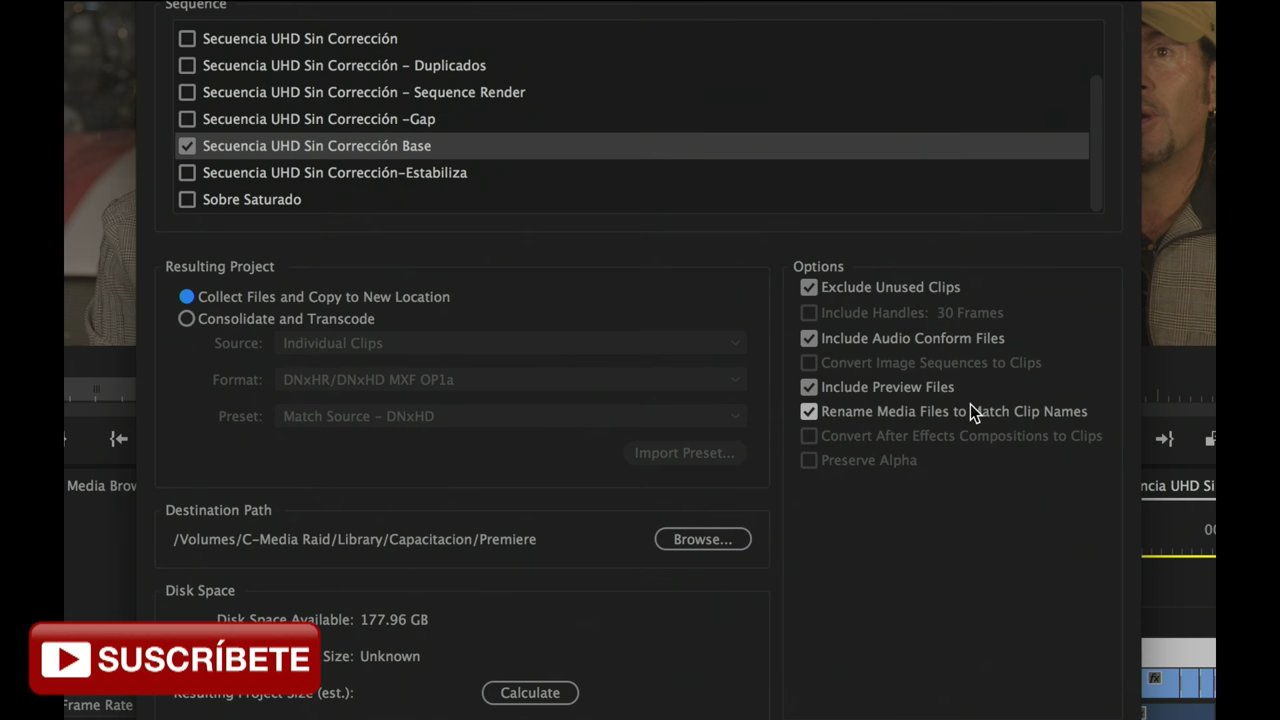 Sequence
Secuencia UHD Sin Corrección
Secuencia UHD Sin Corrección - Duplicados
Secuencia UHD Sin Corrección - Sequence Render
Secuencia UHD Sin Corrección -Gap
Secuencia UHD Sin Corrección Base
Secuencia UHD Sin Corrección-Estabiliza
Sobre Saturado
Resulting Project
Collect Files and Copy to New Location
Consolidate and Transcode
Source: Individual Clips
Format: DNxHR/DNxHD MXF OP1a
Preset: Match Source - DNxHD
Import Preset...
Options
Exclude Unused Clips
Include Handles: 30 Frames
Include Audio Conform Files
Convert Image Sequences to Clips
Include Preview Files
Rename Media Files to Match Clip Names
Convert After Effects Compositions to Clips
Preserve Alpha
Destination Path
/Volumes/C-Media Raid/Library/Capacitacion/Premiere
Browse...
Disk Space
Disk Space Available: 177.96 GB
Size: Unknown
Resulting Project Size (est.):
Calculate
Media Brow
Frame Rate
ncia UHD Si
00
fx
SUSCRÍBETE